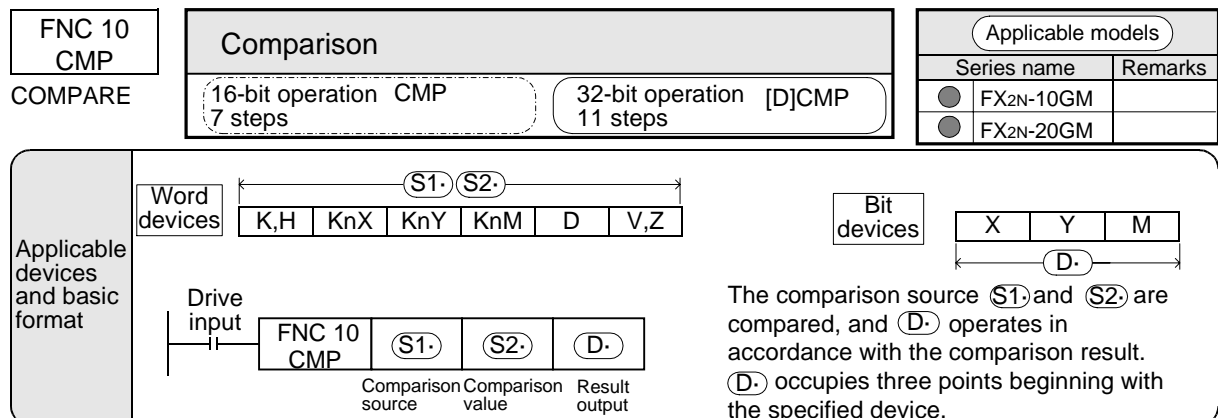 FNC 10
CMP
COMPARE
Comparison
16-bit operation CMP
7 steps
32-bit operation [D]CMP
11 steps
Applicable models
Series name Remarks
FX2N-10GM
FX2N-20GM
Applicable
devices
and basic
format
Word
devices
S1· S2·
K,H KnX KnY KnM D V,Z
Bit
devices
X Y M
D·
Drive
input
FNC 10
CMP
S1· S2· D·
Comparison
source
Comparison
value
Result
output
The comparison source S1· and S2· are
compared, and D· operates in
accordance with the comparison result.
D· occupies three points beginning with
the specified device.